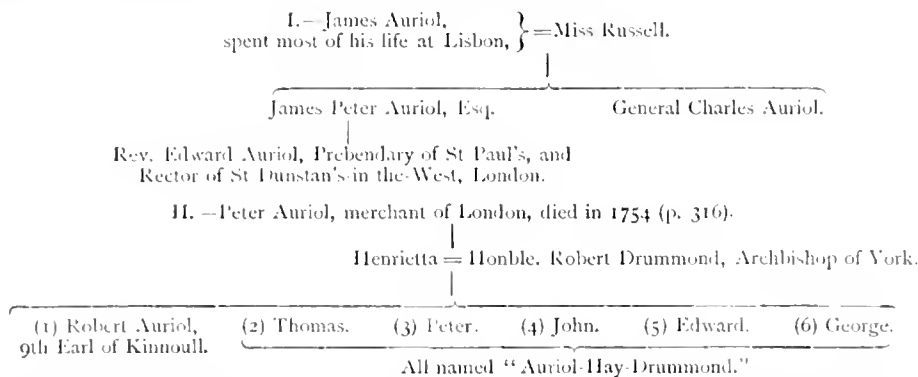 I.—James Auriol,
spent most of his life at Lisbon, } =Miss Russell.
James Peter Auriol, Esq. General Charles Auriol.
Rev. Edward Auriol, Prebendary of St Paul's, and
Rector of St Dunstan's-in-the-West, London.
II.—Peter Auriol, merchant of London, died in 1754 (p. 316).
Henrietta = Honble. Robert Drummond, Archbishop of York.
(1) Robert Auriol, (2) Thomas. (3) Peter. (4) John. (5) Edward. (6) George.
9th Earl of Kinnoull.
All named "Auriol-Hay-Drummond."